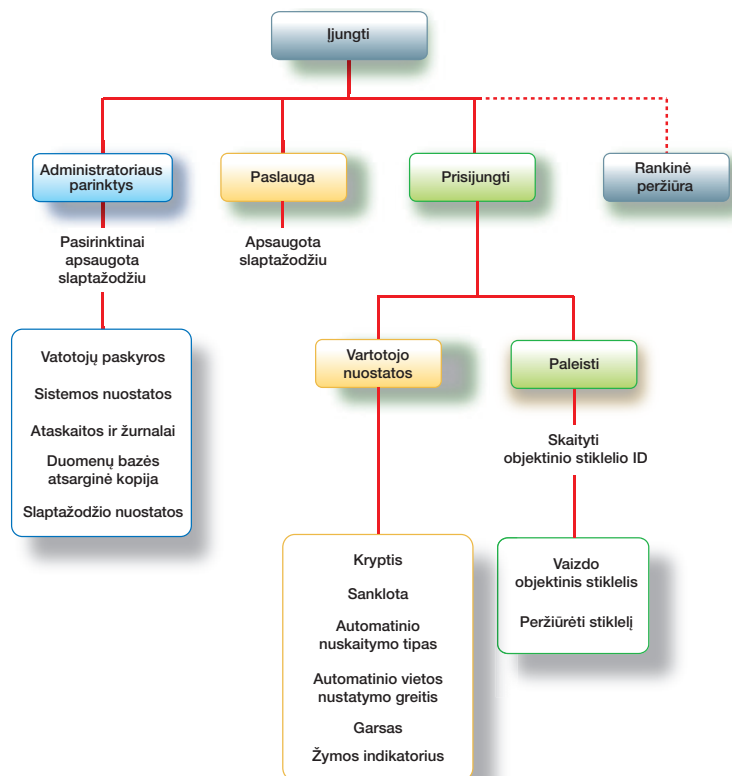 Įjungti
Administratoriaus
parinktys
Paslauga
Prisijungti
Rankinė
peržiūra
Pasirinktinai
apsaugota
slaptažodžiu
Apsaugota
slaptažodžiu
Vatotojų paskyros
Sistemos nuostatos
Ataskaitos ir žurnalai
Duomenų bazės
atsarginė kopija
Slaptažodžio nuostatos
Vartotojo
nuostatos
Paleisti
Skaityti
objektinio stiklelio ID
Kryptis
Sanklota
Automatinio
nuskaitymo tipas
Automatinio vietos
nustatymo greitis
Garsas
Žymos indikatorius
Vaizdo
objektinis stiklelis
Peržiūrėti stiklelį